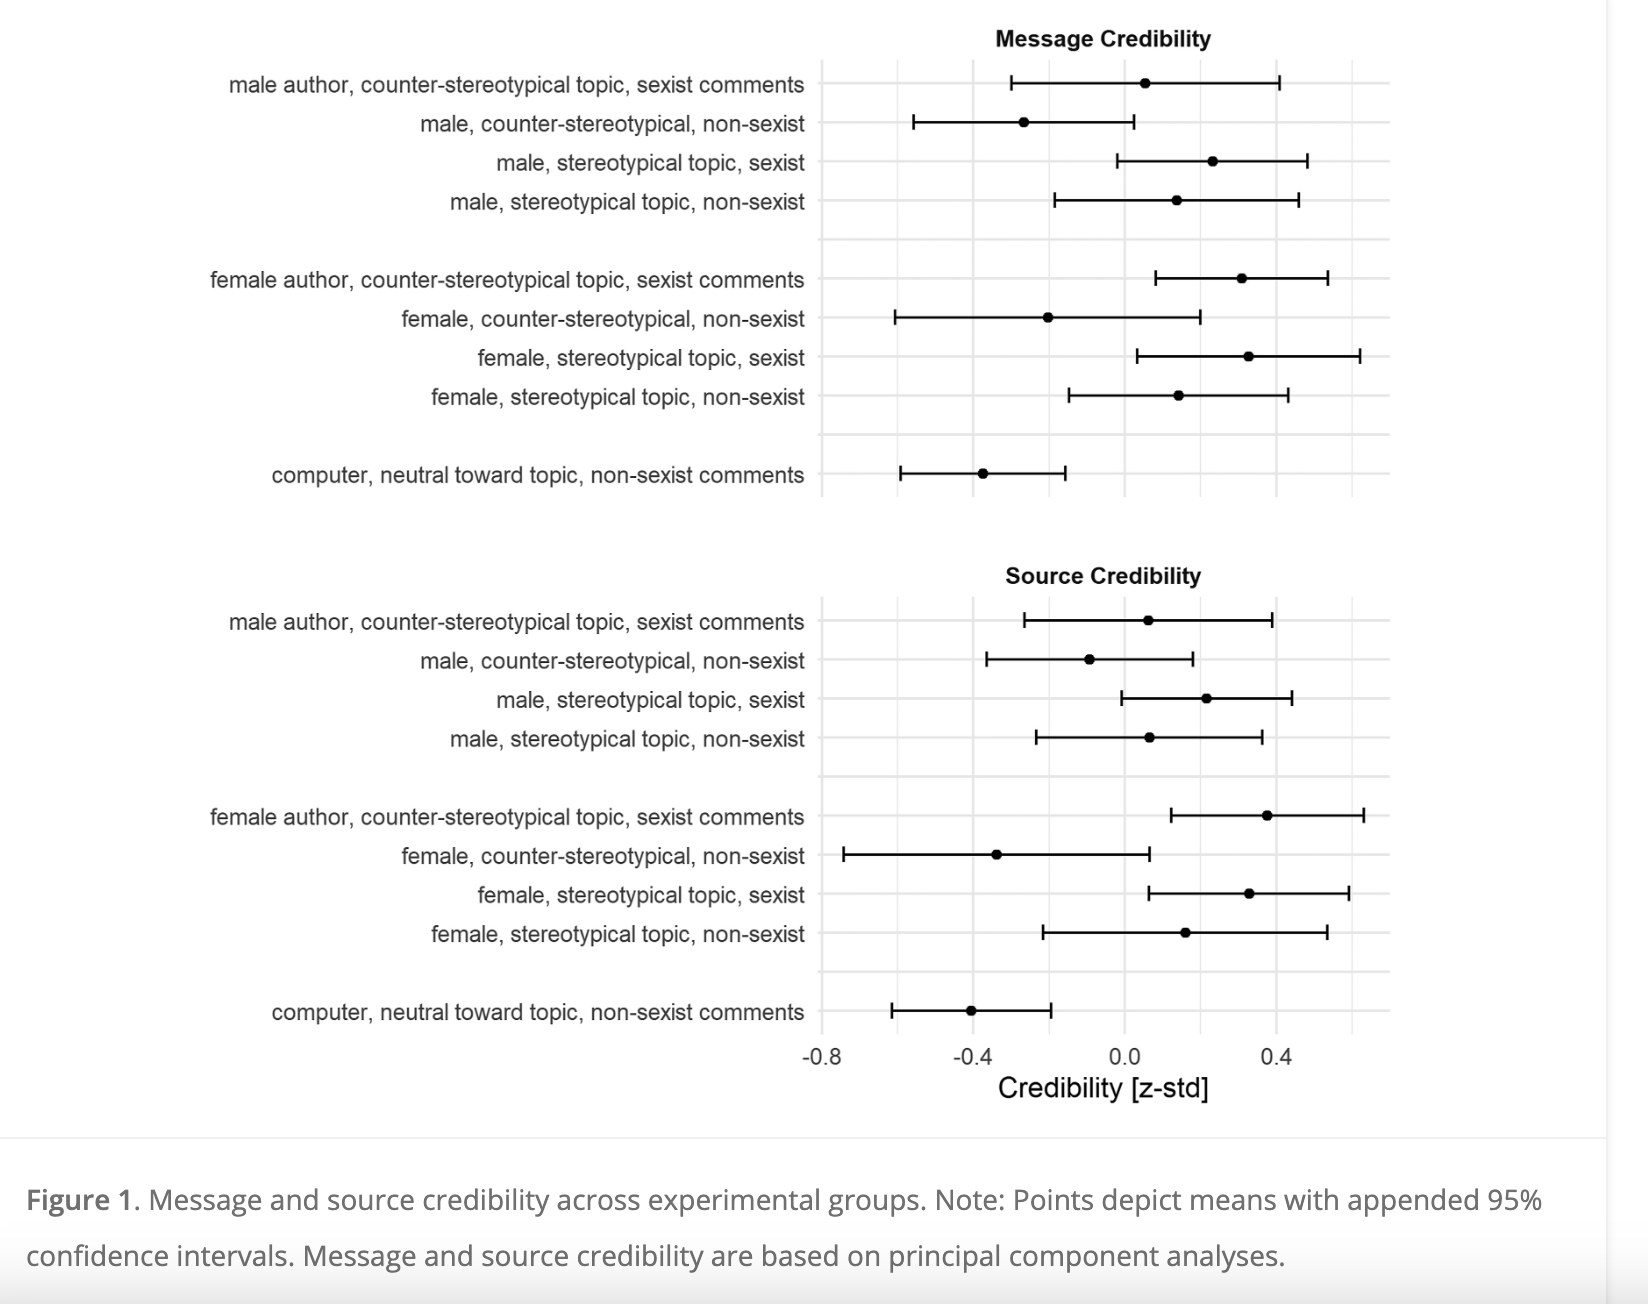 Message Credibility
male author, counter-stereotypical topic, sexist comments
male, counter-stereotypical, non-sexist
male, stereotypical topic, sexist
male, stereotypical topic, non-sexist
female author, counter-stereotypical topic, sexist comments
female, counter-stereotypical, non-sexist
female, stereotypical topic, sexist
female, stereotypical topic, non-sexist
computer, neutral toward topic, non-sexist comments
Source Credibility
male author, counter-stereotypical topic, sexist comments
male, counter-stereotypical, non-sexist
male, stereotypical topic, sexist
male, stereotypical topic, non-sexist
female author, counter-stereotypical topic, sexist comments
female, counter-stereotypical, non-sexist
female, stereotypical topic, sexist
female, stereotypical topic, non-sexist
computer, neutral toward topic, non-sexist comments
-0.8 -0.4 0.0 0.4
Credibility [z-std]
Figure 1. Message and source credibility across experimental groups. Note: Points depict means with appended 95%
confidence intervals. Message and source credibility are based on principal component analyses.